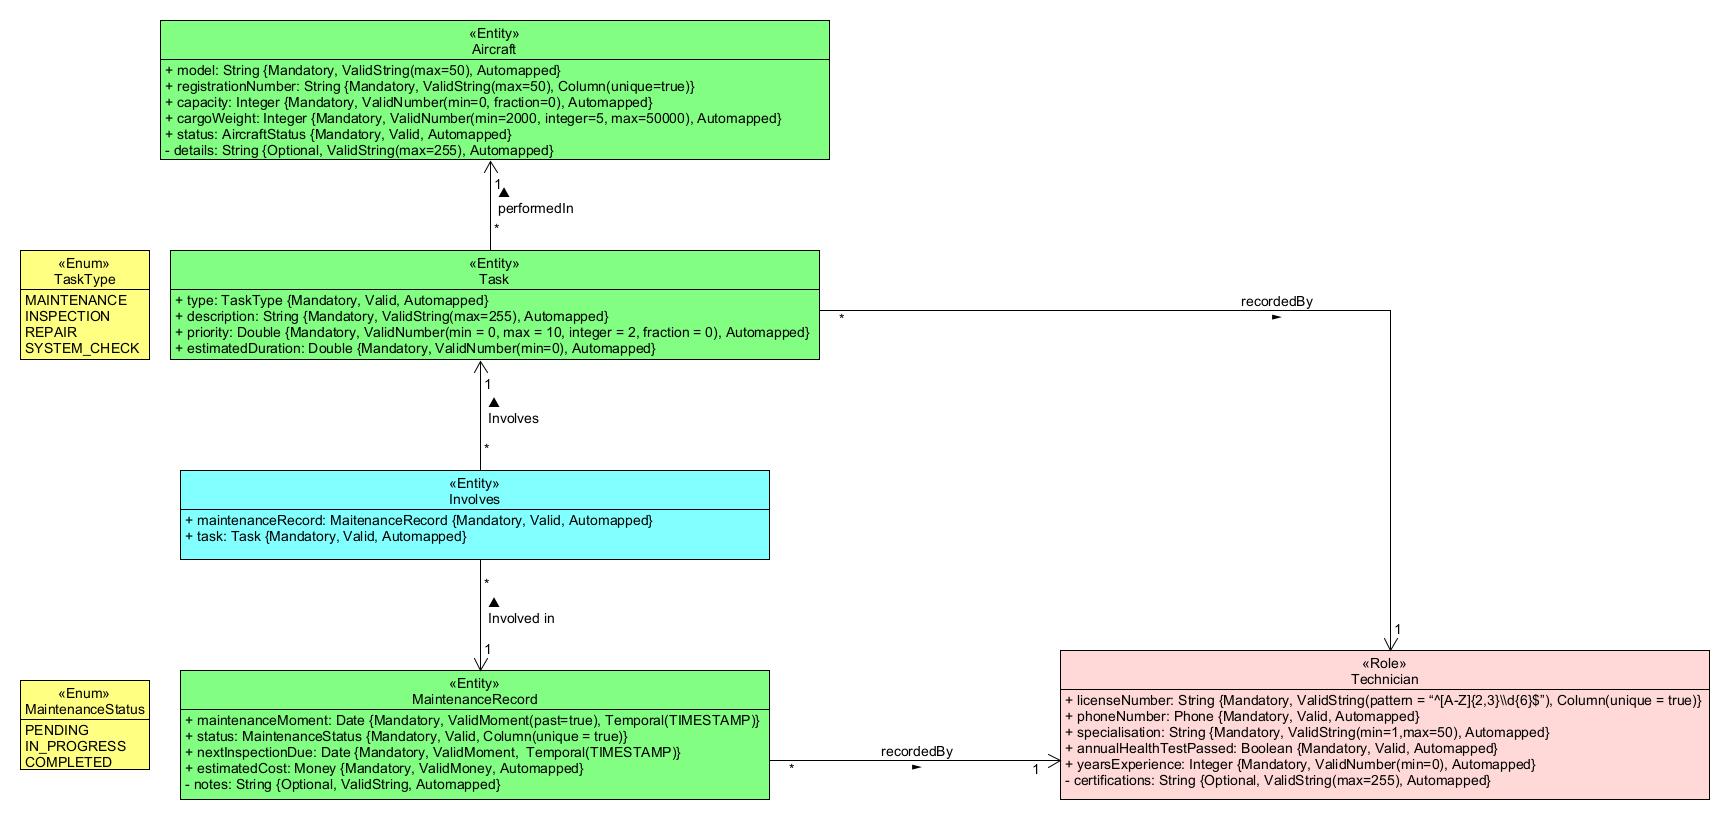 «Entity»
Aircraft
+ model: String {Mandatory, ValidString(max=50), Automapped}
+ registrationNumber: String {Mandatory, ValidString(max=50), Column(unique=true)}
+ capacity: Integer {Mandatory, ValidNumber(min=0, fraction=0), Automapped}
+ cargoWeight: Integer {Mandatory, ValidNumber(min=2000, integer=5, max=50000), Automapped}
+ status: AircraftStatus {Mandatory, Valid, Automapped}
- details: String {Optional, ValidString(max=255), Automapped}
1
performedIn
*
«Enum»
TaskType
MAINTENANCE
INSPECTION
REPAIR
SYSTEM_CHECK
«Entity»
Task
+ type: TaskType {Mandatory, Valid, Automapped}
+ description: String {Mandatory, ValidString(max=255), Automapped}
+ priority: Double {Mandatory, ValidNumber(min = 0, max = 10, integer = 2, fraction = 0), Automapped}
+ estimatedDuration: Double {Mandatory, ValidNumber(min=0), Automapped}
recordedBy
*
1
1
Involves
*
«Entity»
Involves
+ maintenanceRecord: MaitenanceRecord {Mandatory, Valid, Automapped}
+ task: Task {Mandatory, Valid, Automapped}
*
Involved in
1
«Enum»
MaintenanceStatus
PENDING
IN_PROGRESS
COMPLETED
«Entity»
MaintenanceRecord
+ maintenanceMoment: Date {Mandatory, ValidMoment(past=true), Temporal(TIMESTAMP)}
+ status: MaintenanceStatus {Mandatory, Valid, Column(unique = true)}
+ nextInspectionDue: Date {Mandatory, ValidMoment,  Temporal(TIMESTAMP)}
+ estimatedCost: Money {Mandatory, ValidMoney, Automapped}
- notes: String {Optional, ValidString, Automapped}
recordedBy
*
1
«Role»
Technician
+ licenseNumber: String {Mandatory, ValidString(pattern = “^[A-Z]{2,3}\\d{6}$”), Column(unique = true)}
+ phoneNumber: Phone {Mandatory, Valid, Automapped}
+ specialisation: String {Mandatory, ValidString(min=1,max=50), Automapped}
+ annualHealthTestPassed: Boolean {Mandatory, Valid, Automapped}
+ yearsExperience: Integer {Mandatory, ValidNumber(min=0), Automapped}
- certifications: String {Optional, ValidString(max=255), Automapped}